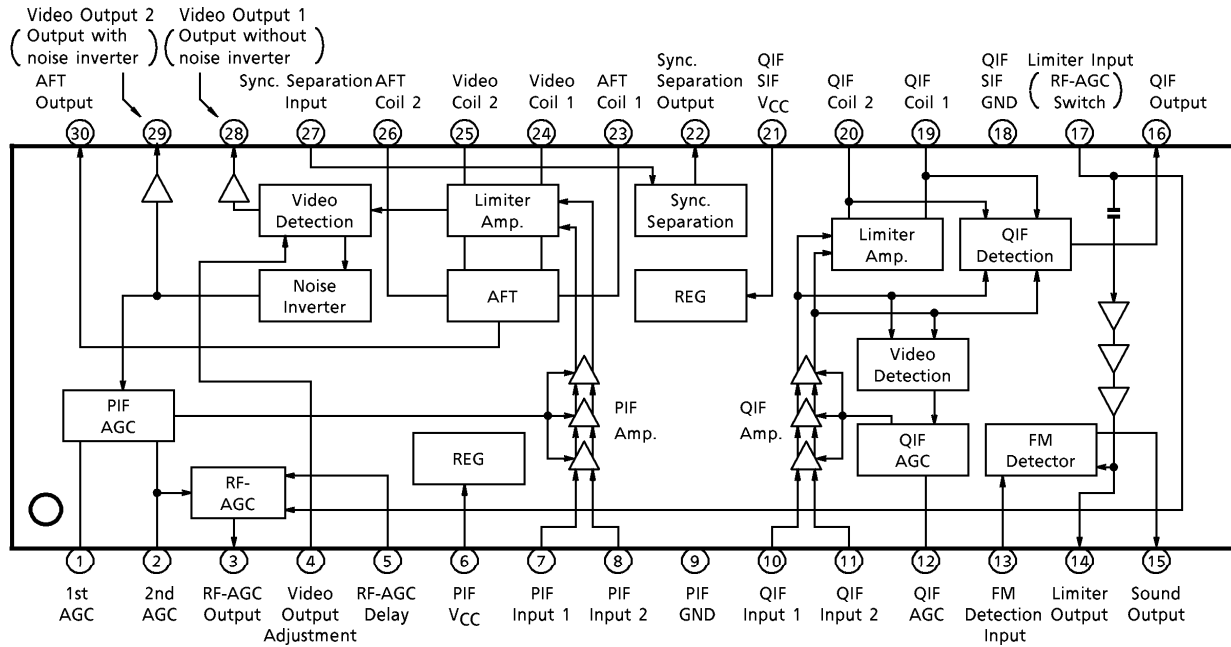 Video Output 2
( Output with
noise inverter )
Video Output 1
( Output without
noise inverter )
AFT
Output
Sync. Separation
Input
AFT
Coil 2
Video
Coil 2
Video
Coil 1
AFT
Coil 1
Sync.
Separation
Output
QIF
SIF
VCC
QIF
Coil 2
QIF
Coil 1
QIF
SIF
GND
Limiter Input
( RF-AGC
Switch )
QIF
Output
30
29
28
27
26
25
24
23
22
21
20
19
18
17
16
Video
Detection
Limiter
Amp.
Sync.
Separation
Limiter
Amp.
QIF
Detection
Noise
Inverter
AFT
REG
Video
Detection
PIF
AGC
PIF
Amp.
QIF
Amp.
REG
QIF
AGC
FM
Detector
RF-
AGC
1
2
3
4
5
6
7
8
9
10
11
12
13
14
15
1st
AGC
2nd
AGC
RF-AGC
Output
Video
Output
Adjustment
RF-AGC
Delay
PIF
VCC
PIF
Input 1
PIF
Input 2
PIF
GND
QIF
Input 1
QIF
Input 2
QIF
AGC
FM
Detection
Input
Limiter
Output
Sound
Output